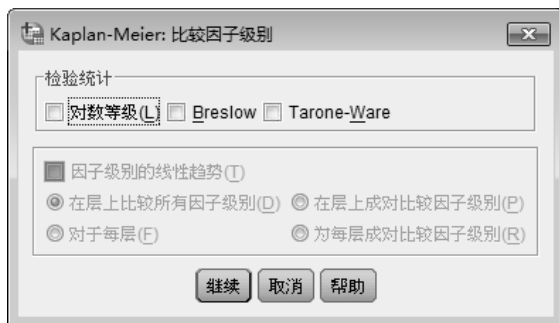 Kaplan-Meier: 比较因子级别
检验统计
对数等级(L) Breslow Tarone-Ware
因子级别的线性趋势(T)
在层上比较所有因子级别(D) 在层上成对比较因子级别(P)
对于每层(F) 为每层成对比较因子级别(R)
继续 取消 帮助